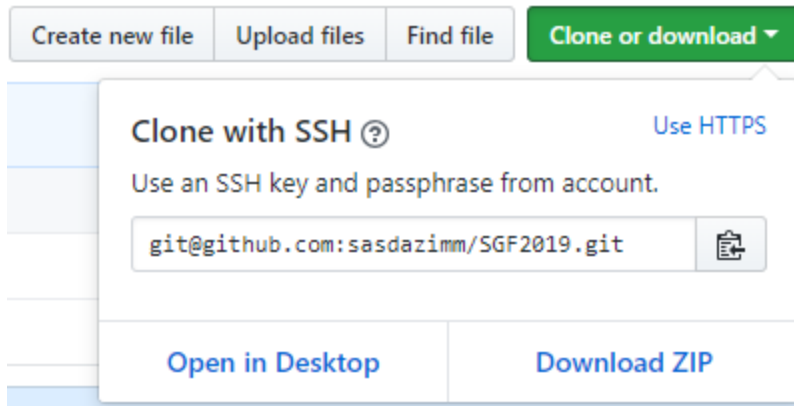 Create new file Upload files Find file Clone or download
Clone with SSH Use HTTPS
Use an SSH key and passphrase from account.
git@github.com:sasdazimm/SGF2019.git
Open in Desktop Download ZIP